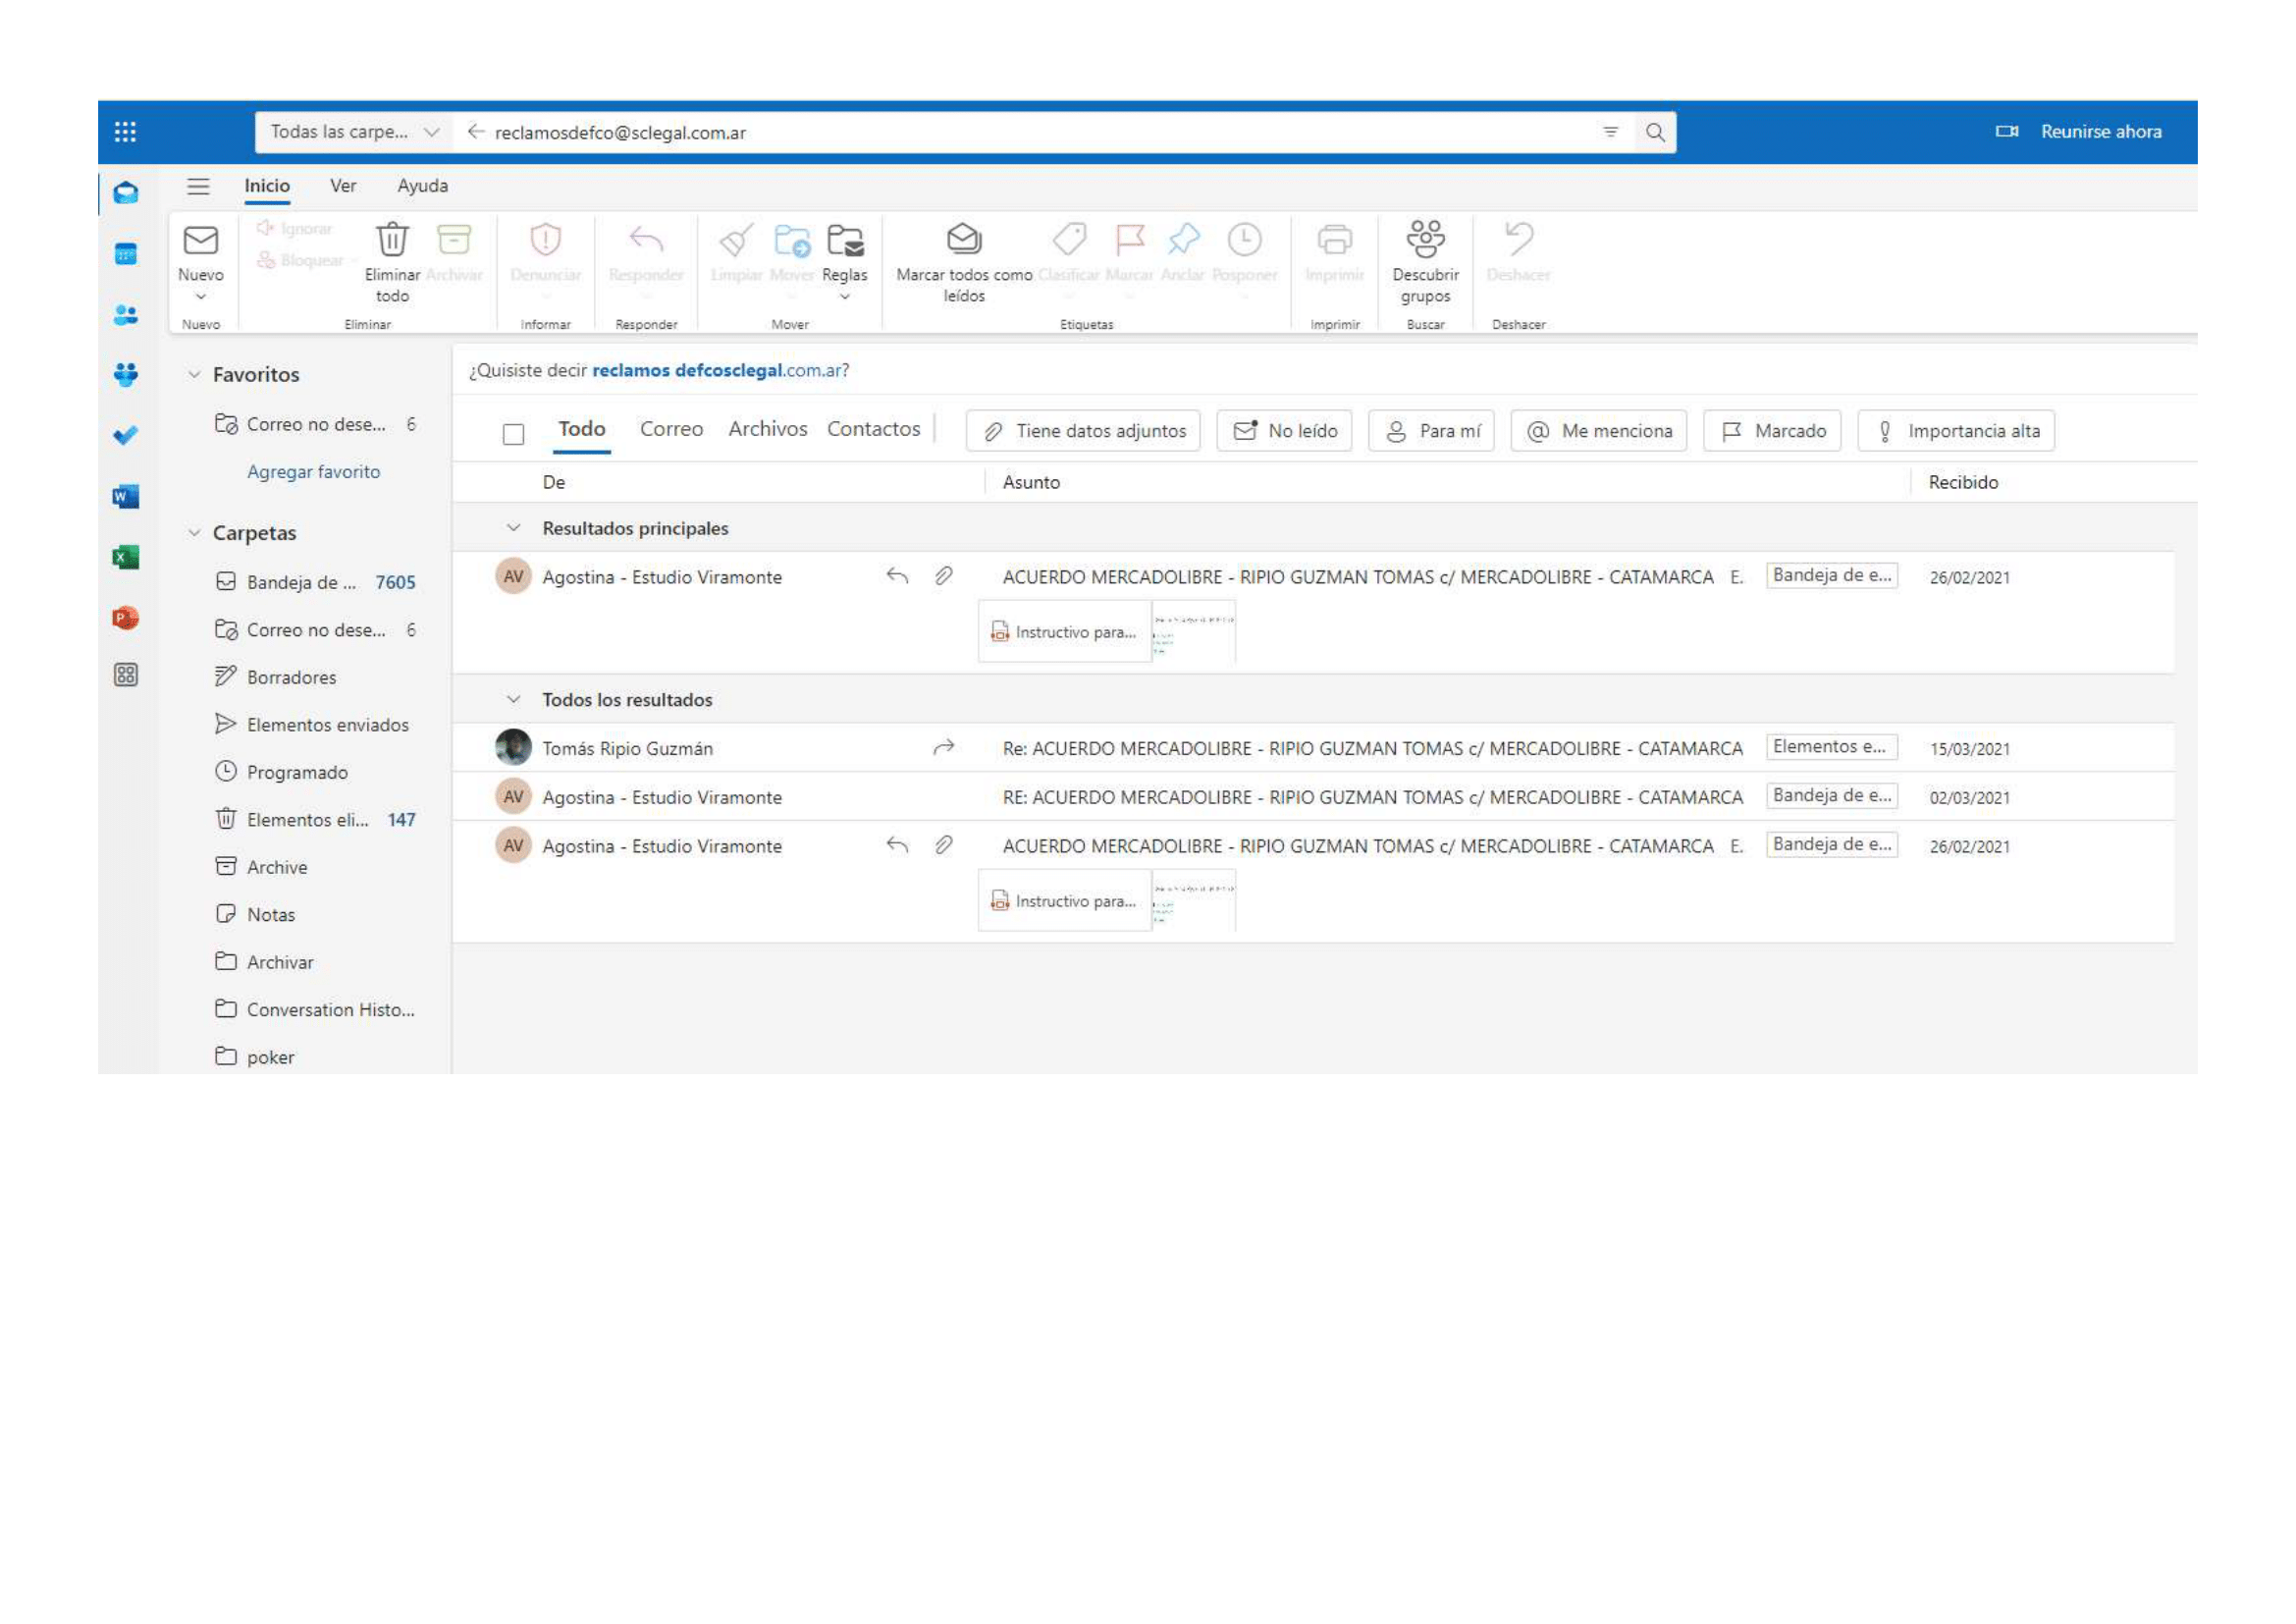 Todas las carpe... reclamosdefco@sclegal.com.ar Reunirse ahora
Inicio Ver Ayuda
Nuevo Ignorar Bloquear Eliminar todo Archivar Denunciar Responder Limpiar Mover Reglas Marcar todos como leídos Clasificar Marcar Anclar Posponer Imprimir Descubrir grupos Deshacer
Nuevo Eliminar Informar Responder Mover Etiquetas Imprimir Buscar Deshacer
Favoritos
Correo no dese... 6
Agregar favorito
Carpetas
Bandeja de ... 7605
Correo no dese... 6
Borradores
Elementos enviados
Programado
Elementos eli... 147
Archive
Notas
Archivar
Conversation Histo...
poker
¿Quisiste decir reclamos defcosclegal.com.ar?
Todo Correo Archivos Contactos Tiene datos adjuntos No leído Para mí @ Me menciona Marcado Importancia alta
De Asunto Recibido
Resultados principales
AV Agostina - Estudio Viramonte ACUERDO MERCADOLIBRE - RIPIO GUZMAN TOMAS c/ MERCADOLIBRE - CATAMARCA E. Bandeja de e... 26/02/2021
Instructivo para...
Todos los resultados
Tomás Ripio Guzmán Re: ACUERDO MERCADOLIBRE - RIPIO GUZMAN TOMAS c/ MERCADOLIBRE - CATAMARCA Elementos e... 15/03/2021
AV Agostina - Estudio Viramonte RE: ACUERDO MERCADOLIBRE - RIPIO GUZMAN TOMAS c/ MERCADOLIBRE - CATAMARCA Bandeja de e... 02/03/2021
AV Agostina - Estudio Viramonte ACUERDO MERCADOLIBRE - RIPIO GUZMAN TOMAS c/ MERCADOLIBRE - CATAMARCA E. Bandeja de e... 26/02/2021
Instructivo para...